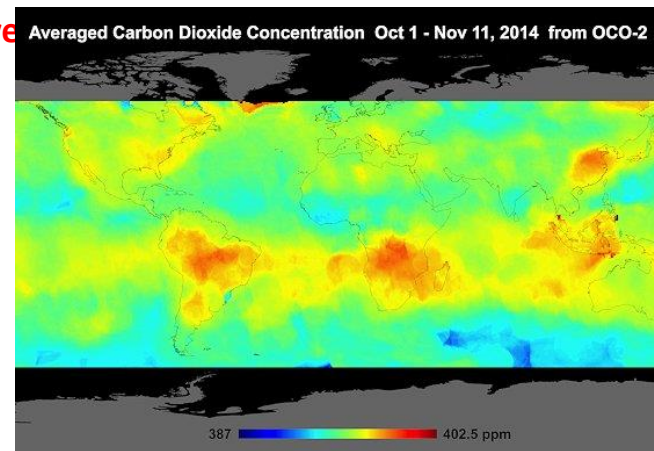 Averaged Carbon Dioxide Concentration Oct 1 - Nov 11, 2014 from OCO-2
387 402.5 ppm